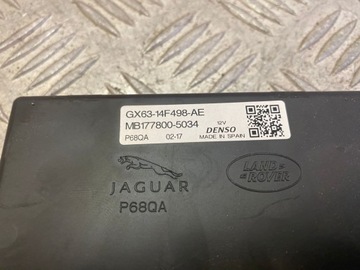 GX63-14F498-AE
MB177800-5034
12V
P68QA 02-17 DENSO
MADE IN SPAIN
JAGUAR
LAND ROVER
P68QA